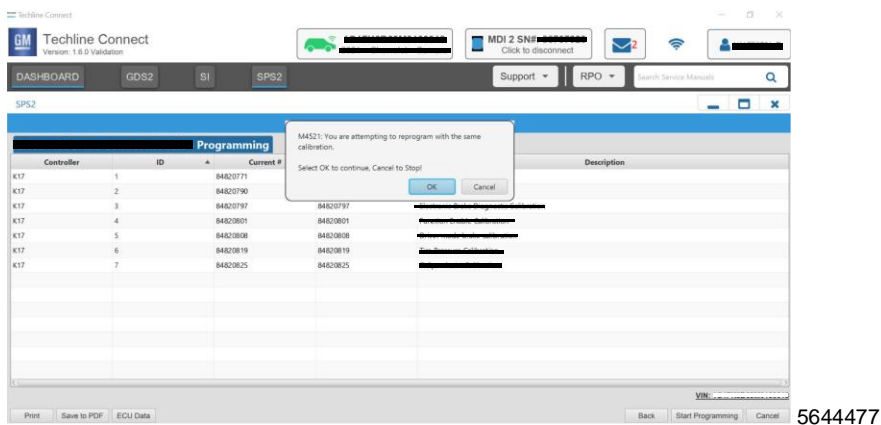 Techline Connect
GM Techline Connect
Version: 1.6.0 Validation
MDI 2 SN#
Click to disconnect
2
DASHBOARD GDS2 SI SPS2 Support RPO Search Service Manuals
SPS2
Programming
M4521: You are attempting to reprogram with the same
calibration.
Select OK to continue, Cancel to Stop!
OK Cancel
Controller ID Current # Description
K17 1 84820771
K17 2 84820790
K17 3 84820797 84820797
K17 4 84820801 84820801
K17 5 84820808 84820808
K17 6 84820819 84820819
K17 7 84820825 84820825
VIN:
Print Save to PDF ECU Data Back Start Programming Cancel
5644477